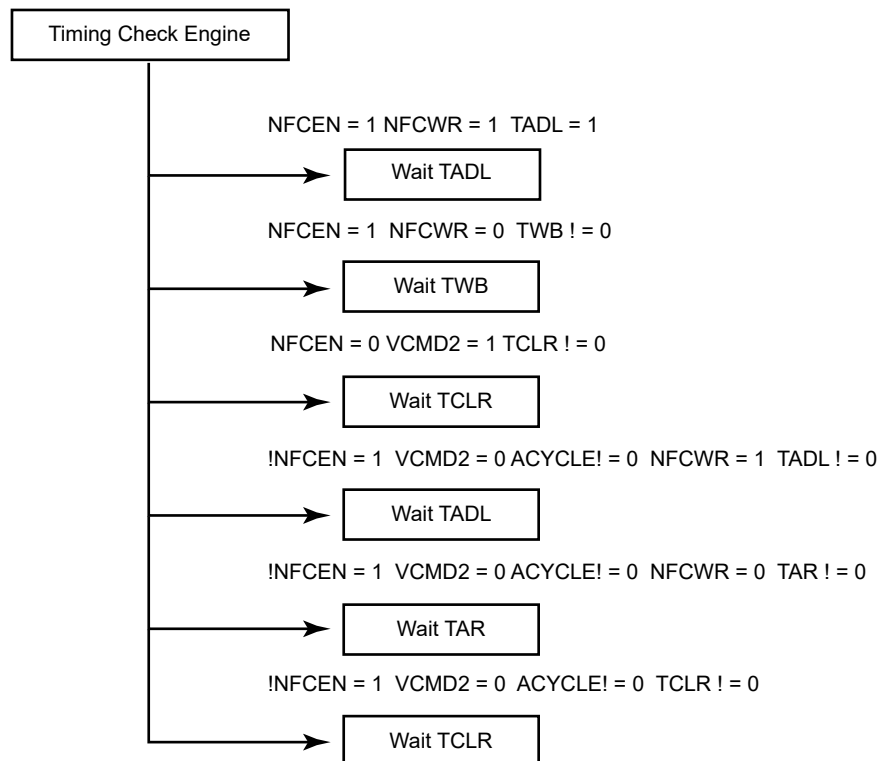 Timing Check Engine
NFCEN = 1 NFCWR = 1 TADL = 1
Wait TADL
NFCEN = 1 NFCWR = 0 TWB ! = 0
Wait TWB
NFCEN = 0 VCMD2 = 1 TCLR ! = 0
Wait TCLR
!NFCEN = 1 VCMD2 = 0 ACYCLE! = 0 NFCWR = 1 TADL ! = 0
Wait TADL
!NFCEN = 1 VCMD2 = 0 ACYCLE! = 0 NFCWR = 0 TAR ! = 0
Wait TAR
!NFCEN = 1 VCMD2 = 0 ACYCLE! = 0 TCLR ! = 0
Wait TCLR